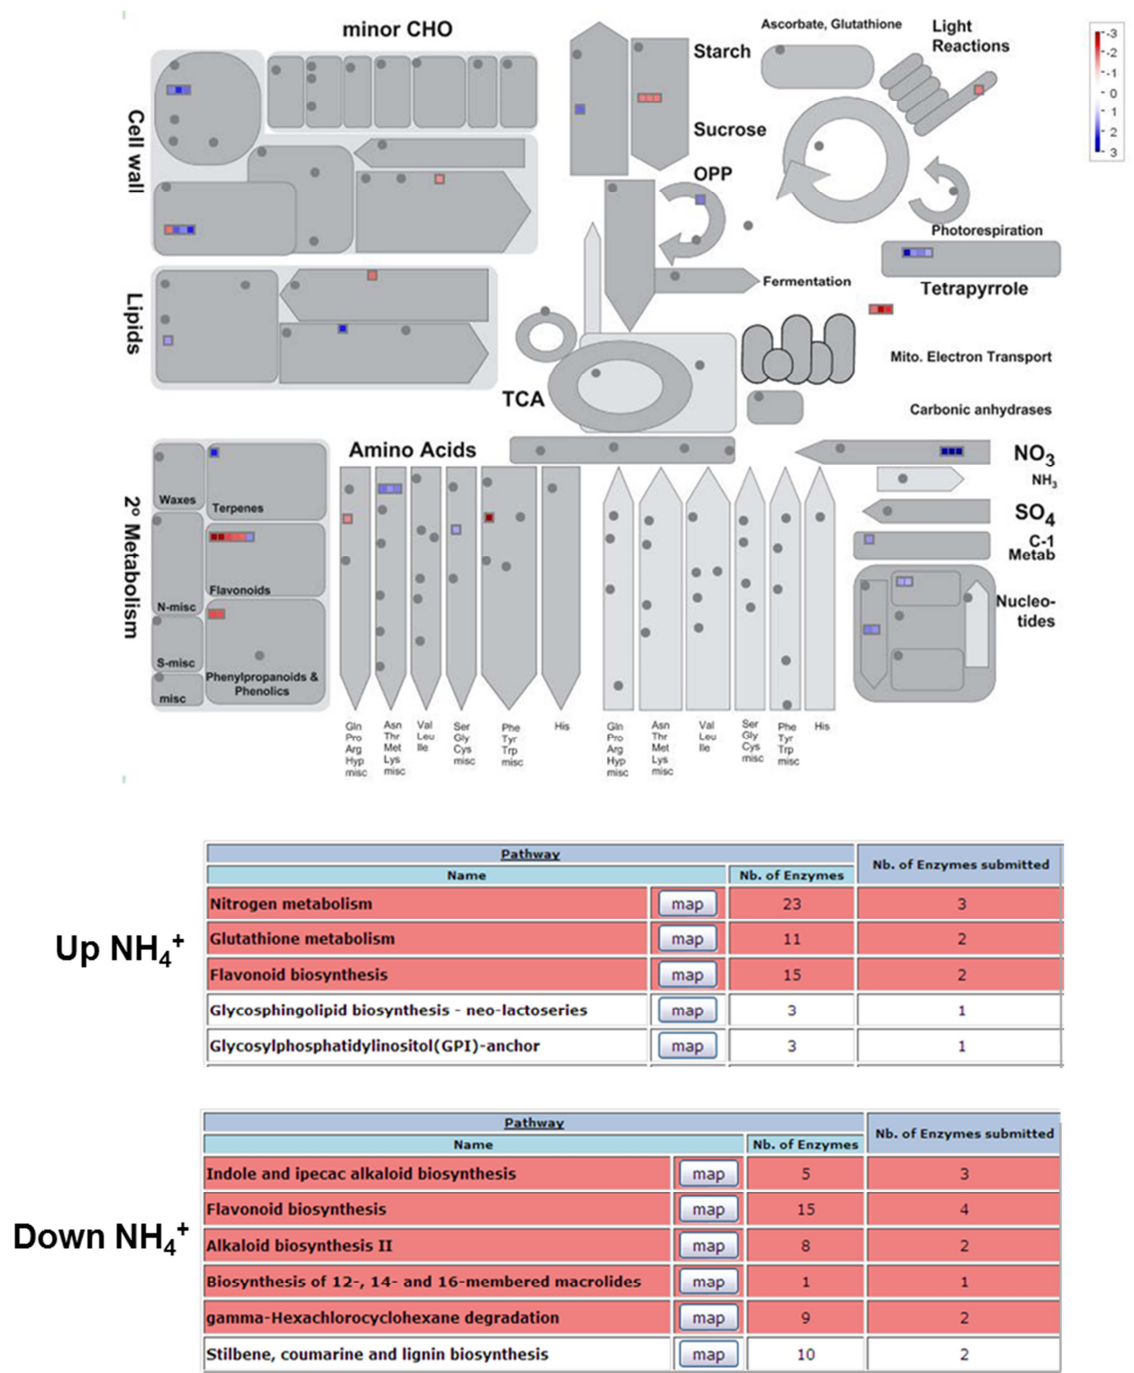 minor CHO
Ascorbate, Glutathione
Light
Reactions
-3
-2
-1
0
1
2
3
Starch
Sucrose
OPP
Cell wall
Photorespiration
Fermentation
Tetrapyrrole
Lipids
Mito. Electron Transport
TCA
Carbonic anhydrases
Amino Acids
NO3
NH3
SO4
C-1
Metab
Nucleo-
tides
2º Metabolism
Waxes
Terpenes
Flavonoids
N-misc
S-misc
misc
Phenylpropanoids &
Phenolics
Gln
Pro
Arg
Hyp
misc
Asn
Thr
Met
Lys
misc
Val
Leu
Ile
Ser
Gly
Cys
misc
Phe
Tyr
Trp
misc
His
Gln
Pro
Arg
Hyp
misc
Asn
Thr
Met
Lys
misc
Val
Leu
Ile
Ser
Gly
Cys
misc
Phe
Tyr
Trp
misc
His
Up NH4+
Pathway Nb. of Enzymes submitted
Name Nb. of Enzymes
Nitrogen metabolism map 23 3
Glutathione metabolism map 11 2
Flavonoid biosynthesis map 15 2
Glycosphingolipid biosynthesis - neo-lactoseries map 3 1
Glycosylphosphatidylinositol(GPI)-anchor map 3 1
Down NH4+
Pathway Nb. of Enzymes submitted
Name Nb. of Enzymes
Indole and ipecac alkaloid biosynthesis map 5 3
Flavonoid biosynthesis map 15 4
Alkaloid biosynthesis II map 8 2
Biosynthesis of 12-, 14- and 16-membered macrolides map 1 1
gamma-Hexachlorocyclohexane degradation map 9 2
Stilbene, coumarine and lignin biosynthesis map 10 2